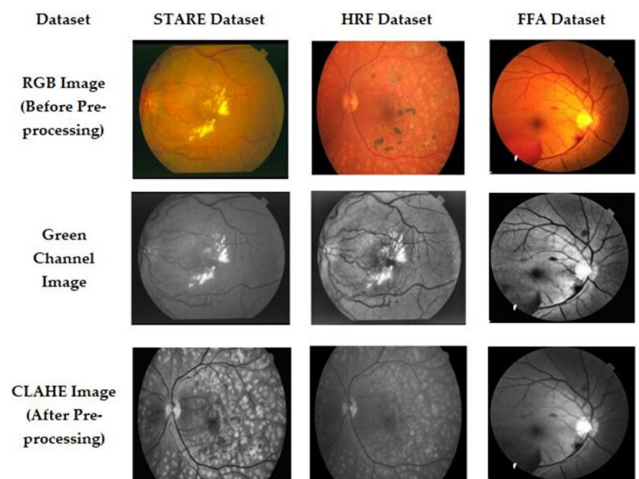 Dataset STARE Dataset HRF Dataset FFA Dataset
RGB Image
(Before Pre-
processing)
Green
Channel
Image
CLAHE Image
(After Pre-
processing)